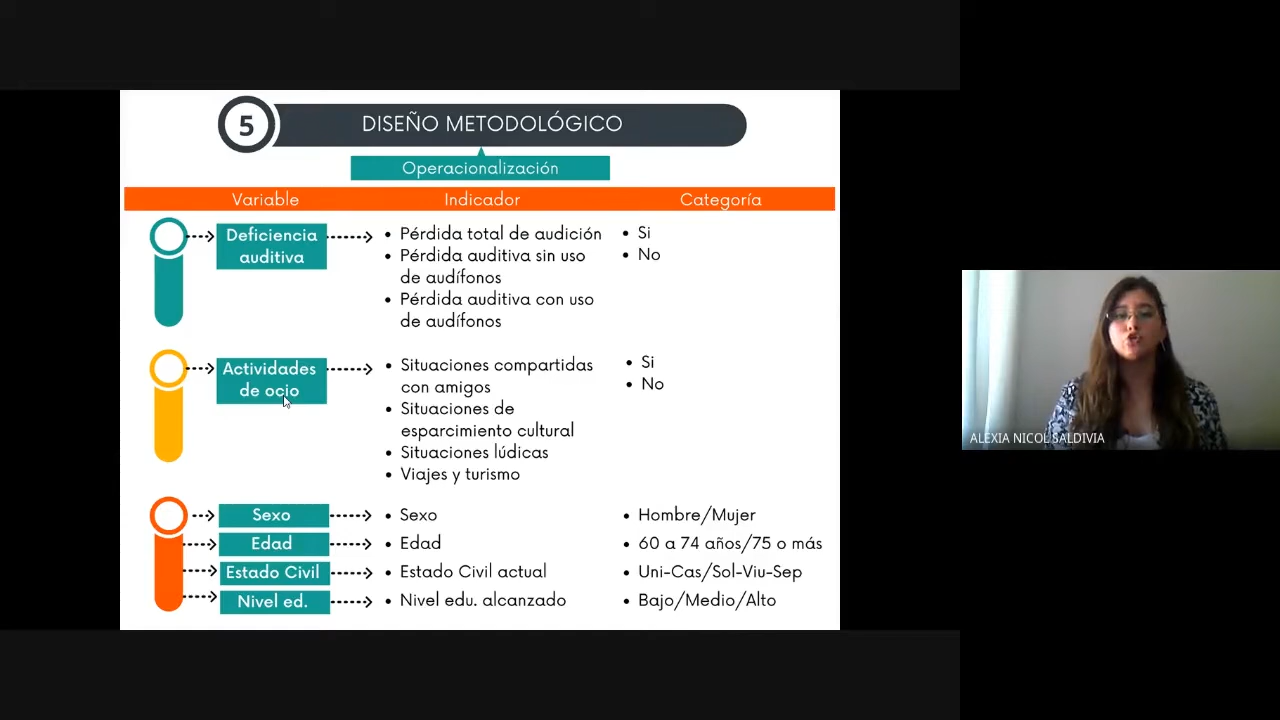 5
DISEÑO METODOLÓGICO
Operacionalización
Variable Indicador Categoría
Deficiencia
auditiva
• Pérdida total de audición
• Pérdida auditiva sin uso
de audífonos
• Pérdida auditiva con uso
de audífonos
• Si
• No
Actividades
de ocio
• Situaciones compartidas
con amigos
• Situaciones de
esparcimiento cultural
• Situaciones lúdicas
• Viajes y turismo
• Si
• No
Sexo • Sexo • Hombre/Mujer
Edad • Edad • 60 a 74 años/75 o más
Estado Civil • Estado Civil actual • Uni-Cas/Sol-Viu-Sep
Nivel ed. • Nivel edu. alcanzado • Bajo/Medio/Alto
ALEXIA NICOL SALDIVIA